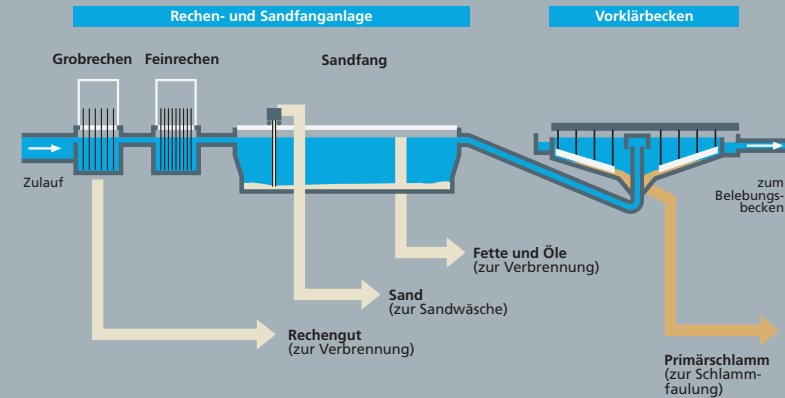 Rechen- und Sandfanganlage
Vorklärbecken
Grobrechen
Feinrechen
Sandfang
Zulauf
zum
Belebungs-
becken
Fette und Öle
(zur Verbrennung)
Sand
(zur Sandwäsche)
Rechengut
(zur Verbrennung)
Primärschlamm
(zur Schlamm-
faulung)